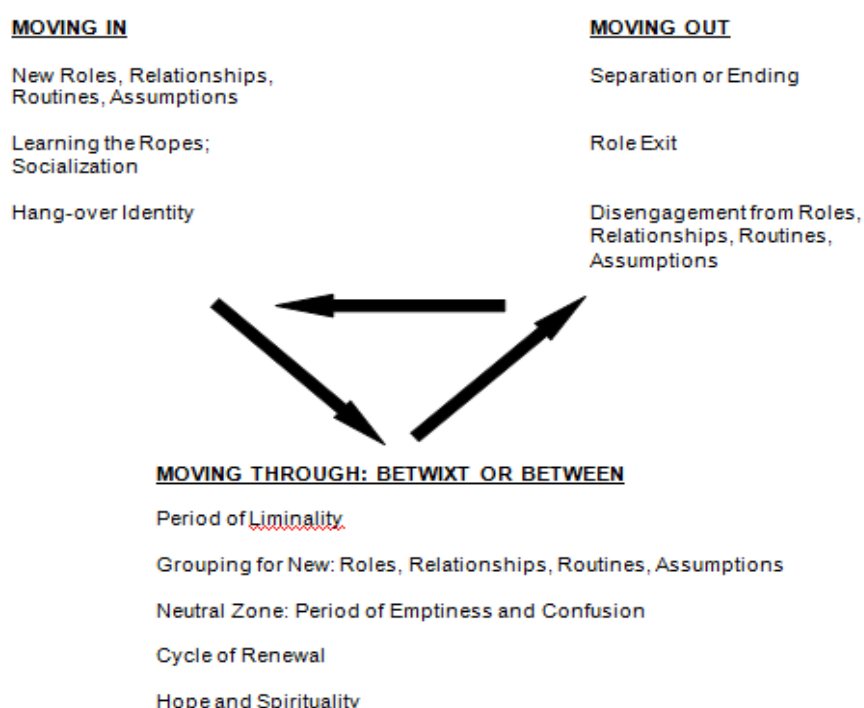 MOVING IN
New Roles, Relationships,
Routines, Assumptions
Learning the Ropes;
Socialization
Hang-over Identity
MOVING OUT
Separation or Ending
Role Exit
Disengagement from Roles,
Relationships, Routines,
Assumptions
MOVING THROUGH: BETWIXT OR BETWEEN
Period of Liminality
Grouping for New: Roles, Relationships, Routines, Assumptions
Neutral Zone: Period of Emptiness and Confusion
Cycle of Renewal
Hope and Spirituality